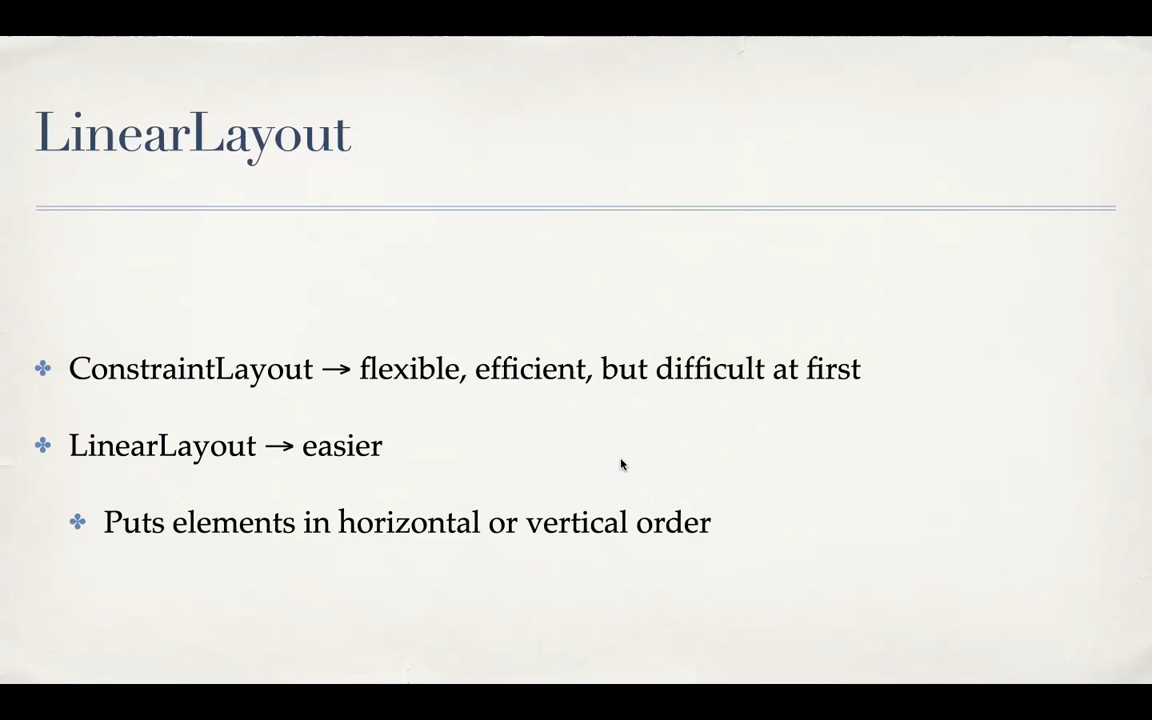 LinearLayout
ConstraintLayout → flexible, efficient, but difficult at first
LinearLayout → easier
Puts elements in horizontal or vertical order